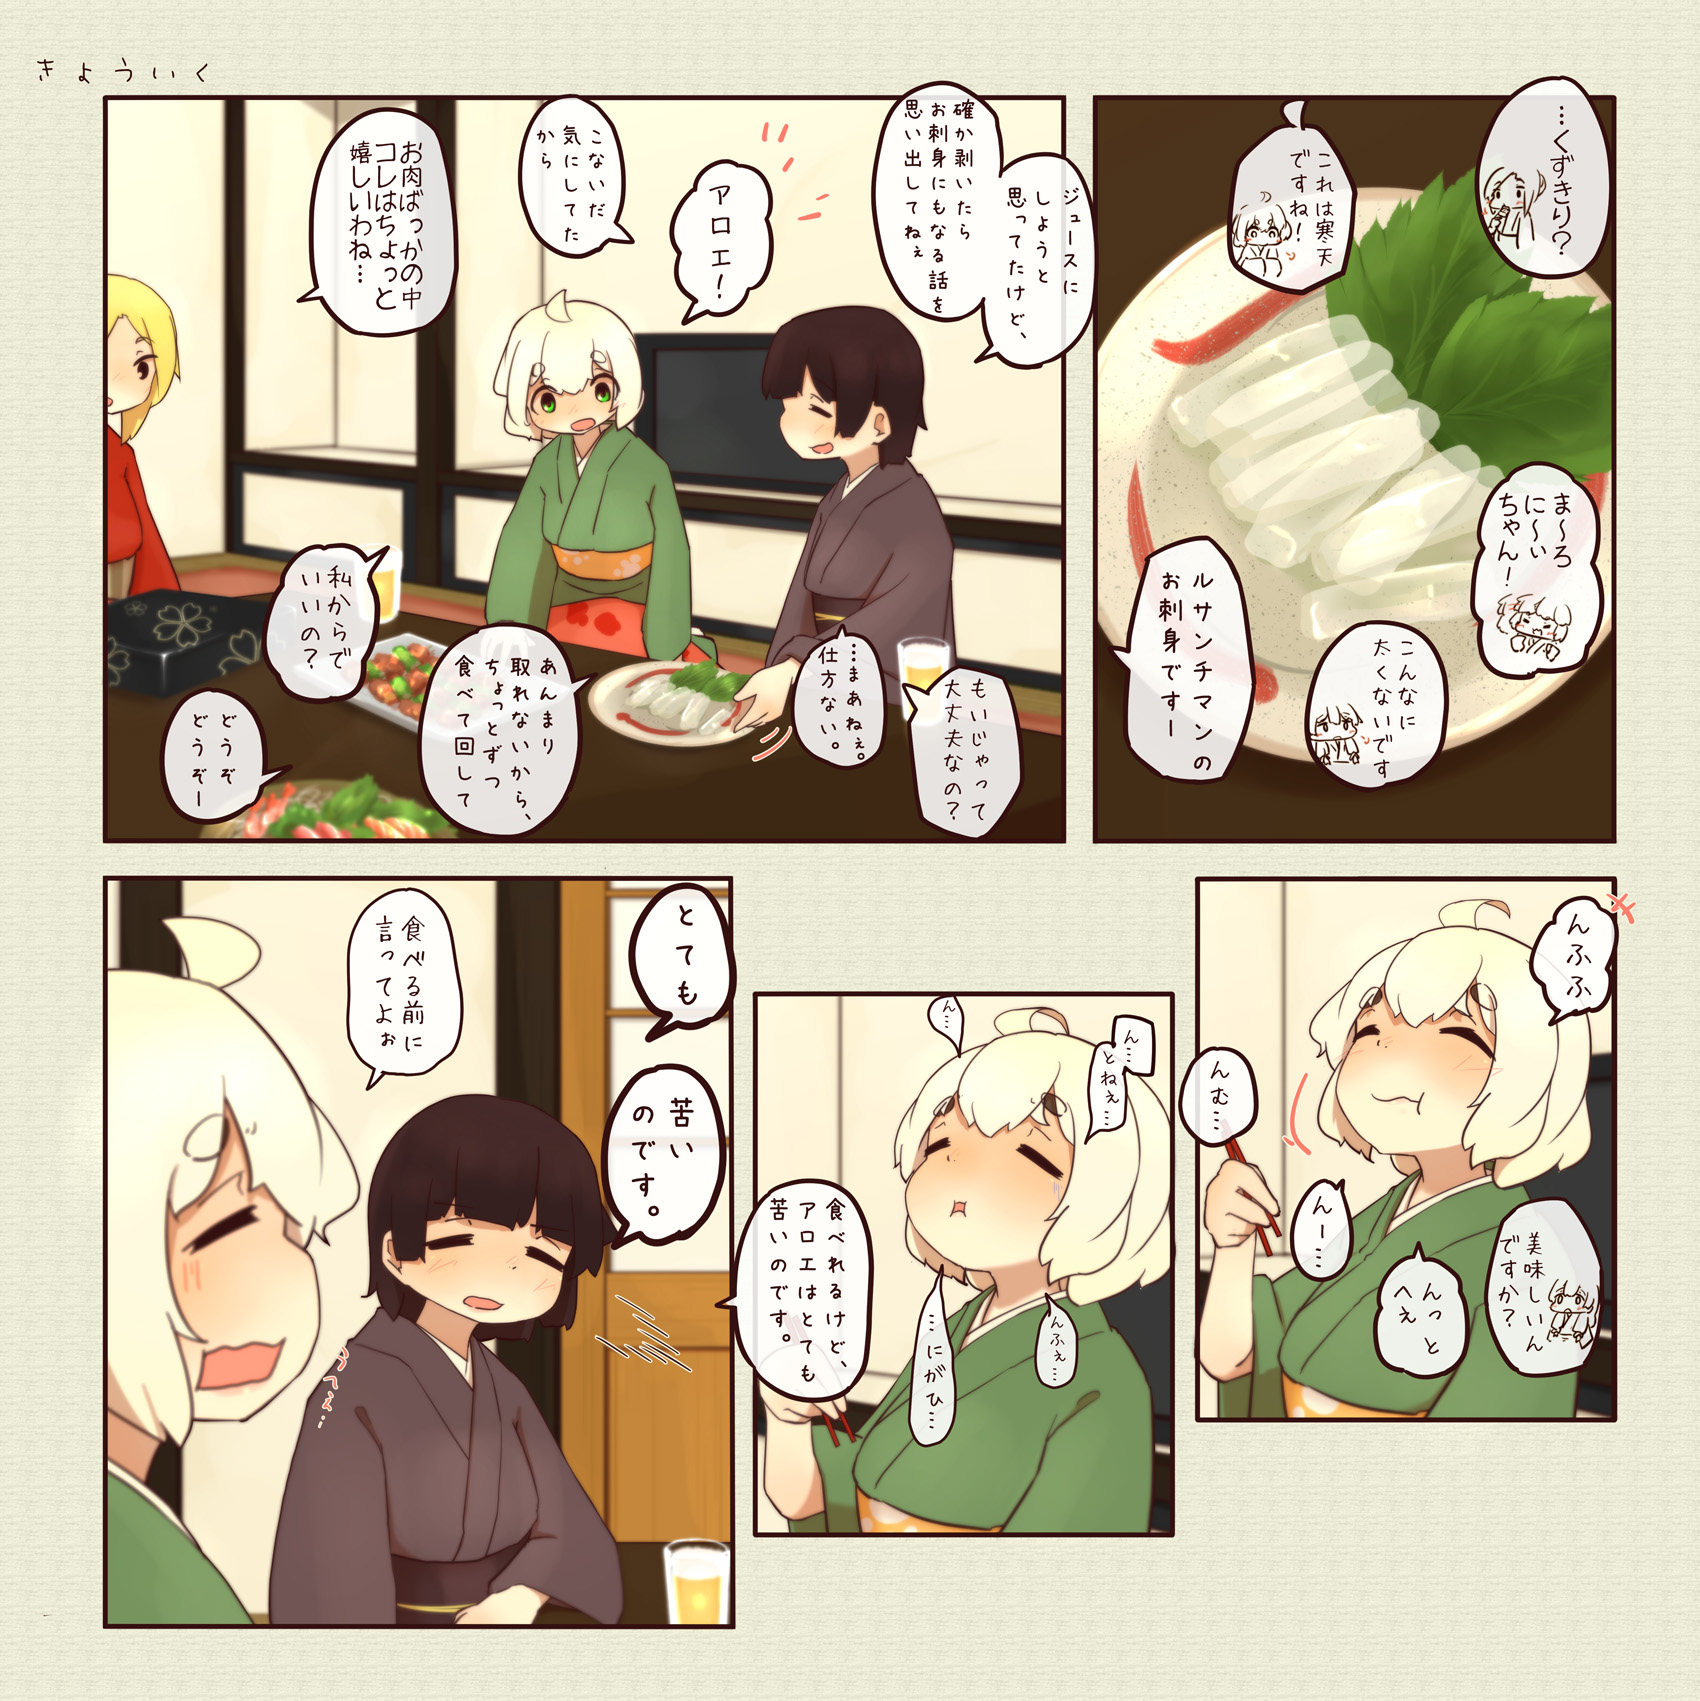 きょういく
…くずきり?
これは寒天
ですね!
ま〜ろ
に〜い
ちゃん!
こんなに
太くないです
ルサンチマンの
お刺身ですー
ジュースに
しようと
思ってたけど、
確か剥いたら
お刺身にもなる話を
思い出してねぇ
アロエ!
こないだ
気にしてた
から
お肉ばっかの中
コレはちょっと
嬉しいわね…
もいじゃって
大丈夫なの?
…まあねぇ。
仕方ない。
あんまり
取れないから、
ちょっとずつ
食べて回して
私からで
いいの?
どうぞ
どうぞー
んふふ
んむ…
んー…
美味しいん
ですか?
んっと
へぇ
ん…
とねぇ…
ん…
んふぇ…
…にがひ…
食べれるけど、
アロエはとても
苦いのです。
とても
苦い
のです。
食べる前に
言ってよぉ
うへぇ…